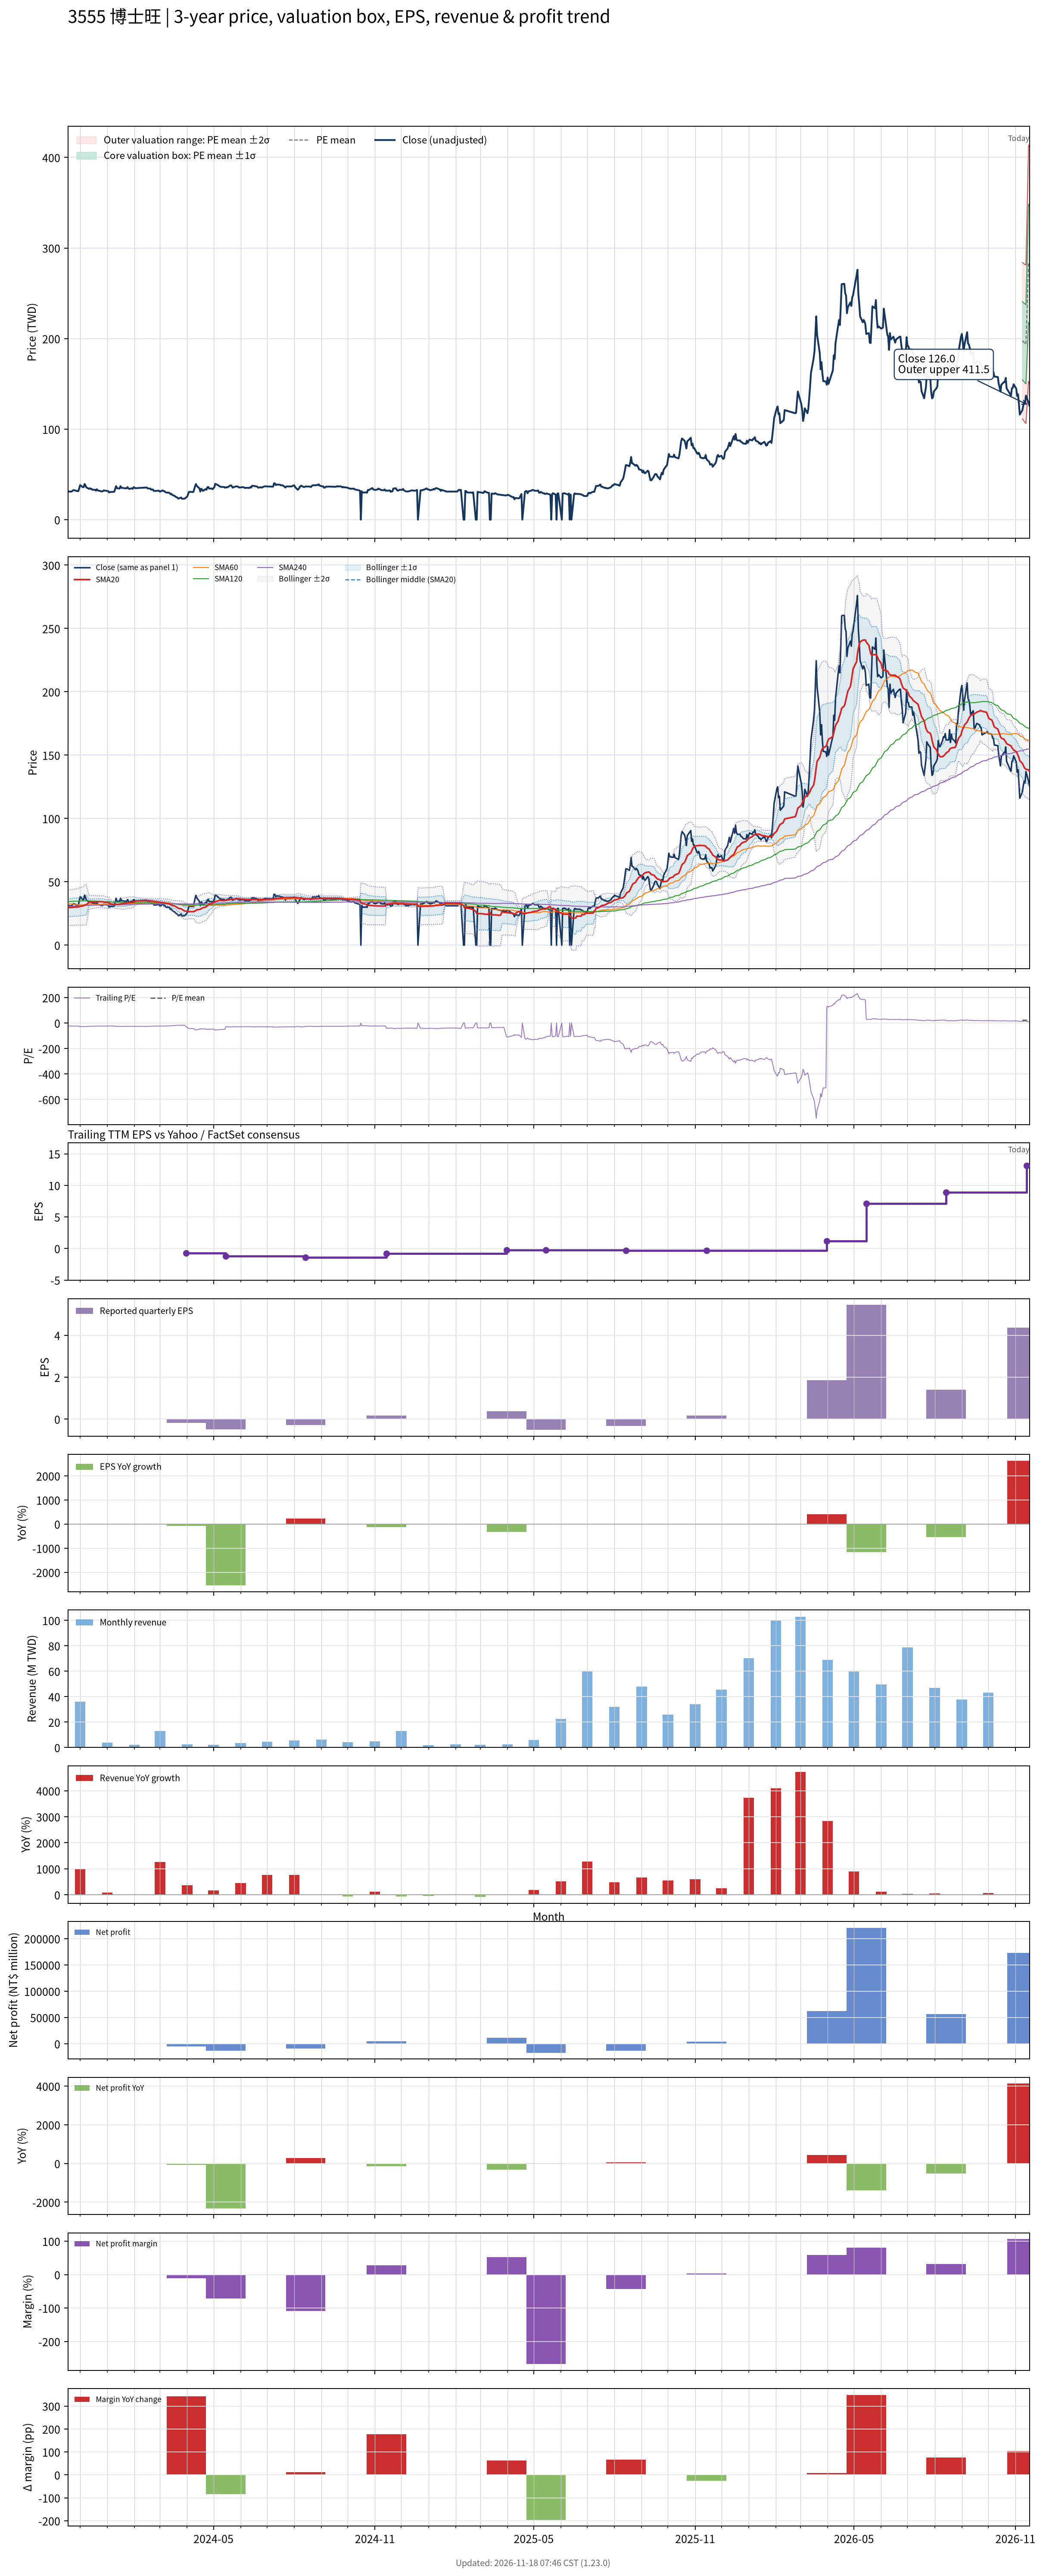 3555 博士旺 | 3-year price, valuation box, EPS, revenue & profit trend
Outer valuation range: PE mean ±2σ
PE mean
Close (unadjusted)
Core valuation box: PE mean ±1σ
Today
Price (TWD)
400
300
200
100
0
Close 126.0
Outer upper 411.5
Close (same as panel 1)
SMA20
SMA60
SMA120
SMA240
Bollinger ±2σ
Bollinger ±1σ
Bollinger middle (SMA20)
Price
300
250
200
150
100
50
0
Trailing P/E
P/E mean
P/E
200
0
-200
-400
-600
Trailing TTM EPS vs Yahoo / FactSet consensus
Today
EPS
15
10
5
0
-5
Reported quarterly EPS
EPS
4
2
0
EPS YoY growth
YoY (%)
2000
1000
0
-1000
-2000
Monthly revenue
Revenue (M TWD)
100
80
60
40
20
0
Revenue YoY growth
YoY (%)
4000
3000
2000
1000
0
Month
Net profit
Net profit (NT$ million)
200000
150000
100000
50000
0
Net profit YoY
YoY (%)
4000
2000
0
-2000
Net profit margin
Margin (%)
100
0
-100
-200
Margin YoY change
Δ margin (pp)
300
200
100
0
-100
-200
2024-05
2024-11
2025-05
2025-11
2026-05
2026-11
Updated: 2026-11-18 07:46 CST (1.23.0)